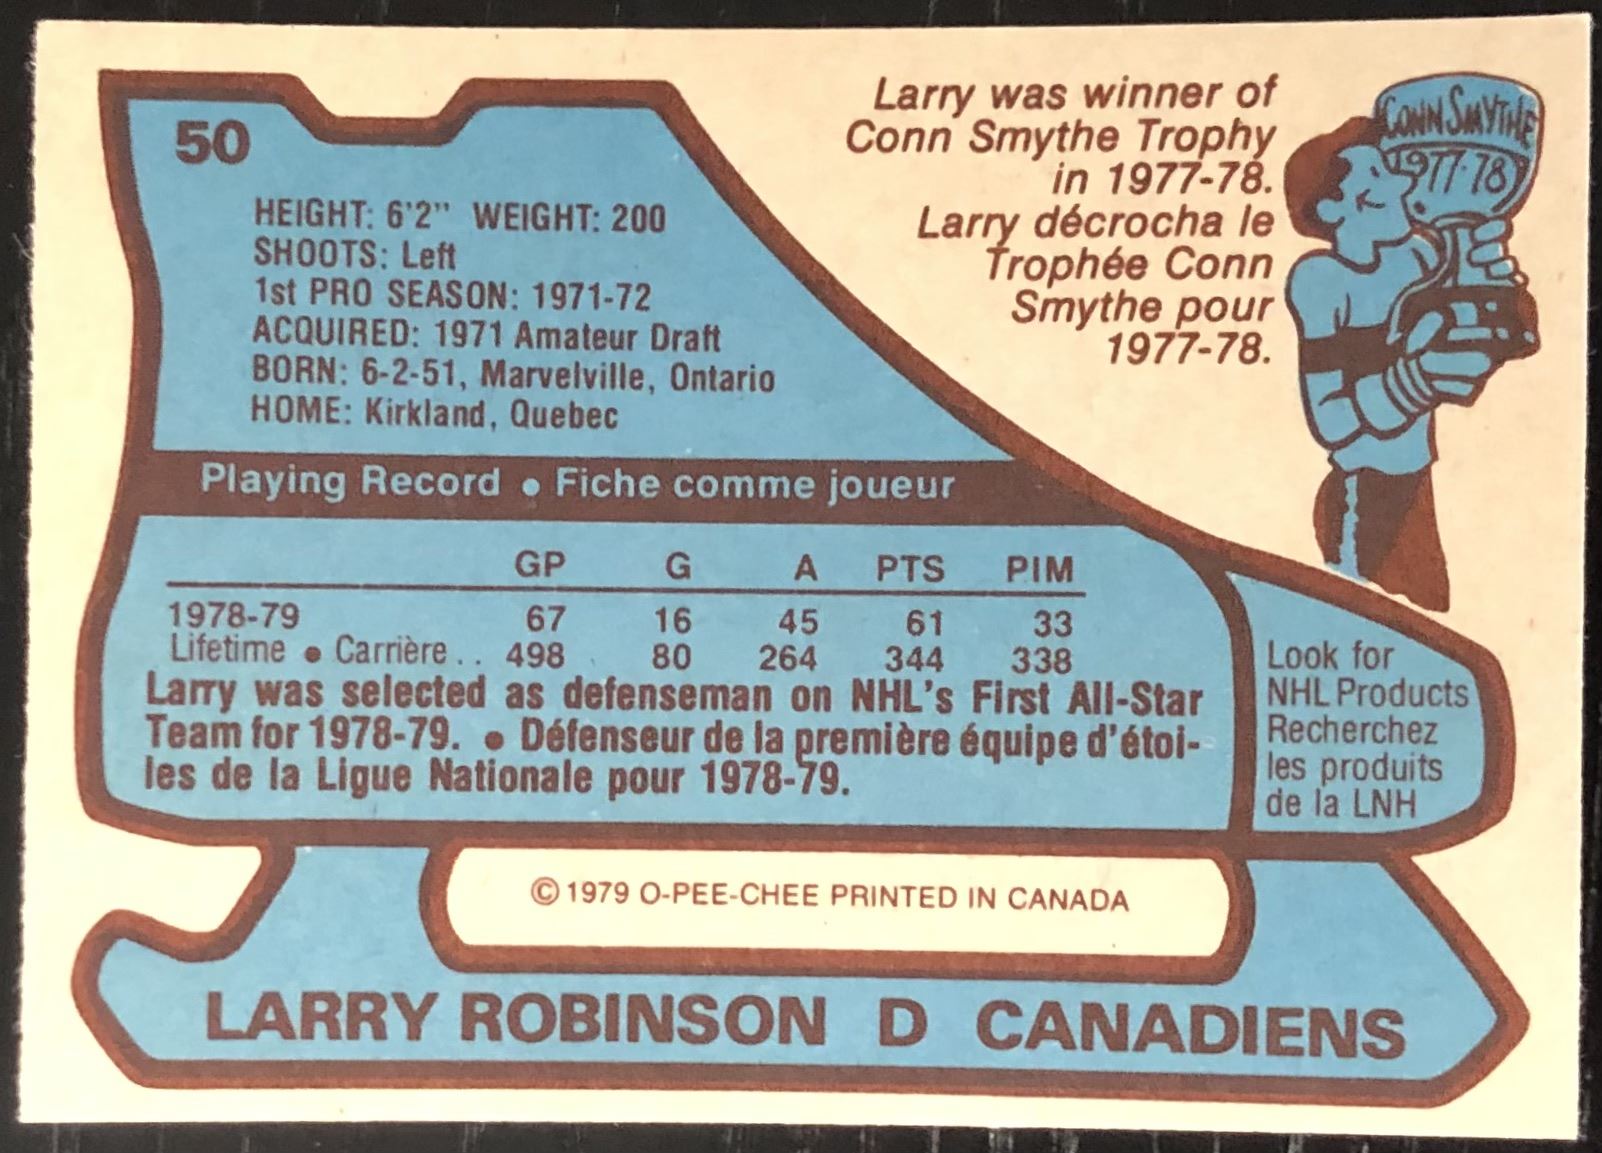 50
HEIGHT: 6'2" WEIGHT: 200
SHOOTS: Left
1st PRO SEASON: 1971-72
ACQUIRED: 1971 Amateur Draft
BORN: 6-2-51, Marvelville, Ontario
HOME: Kirkland, Quebec
Larry was winner of
Conn Smythe Trophy
in 1977-78.
Larry décrocha le
Trophée Conn
Smythe pour
1977-78.
CONN SMYTHE
1977-78
Playing Record • Fiche comme joueur
GP G A PTS PIM
1978-79 67 16 45 61 33
Lifetime • Carrière .. 498 80 264 344 338
Larry was selected as defenseman on NHL's First All-Star
Team for 1978-79. • Défenseur de la première équipe d'étoi-
les de la Ligue Nationale pour 1978-79.
Look for
NHL Products
Recherchez
les produits
de la LNH
© 1979 O-PEE-CHEE PRINTED IN CANADA
LARRY ROBINSON D CANADIENS